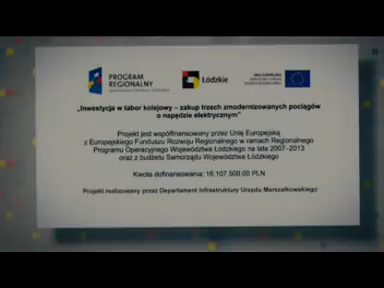 PROGRAM
REGIONALNY
Łódzkie
„Inwestycja w tabor kolejowy – zakup trzech zmodernizowanych pociągów
o napędzie elektrycznym”
Projekt jest współfinansowany przez Unię Europejską
z Europejskiego Funduszu Rozwoju Regionalnego w ramach Regionalnego
Programu Operacyjnego Województwa Łódzkiego na lata 2007–2013
oraz z budżetu Samorządu Województwa Łódzkiego
Kwota dofinansowania: 16.107.500,00 PLN
Projekt realizowany przez Departament Infrastruktury Urzędu Marszałkowskiego